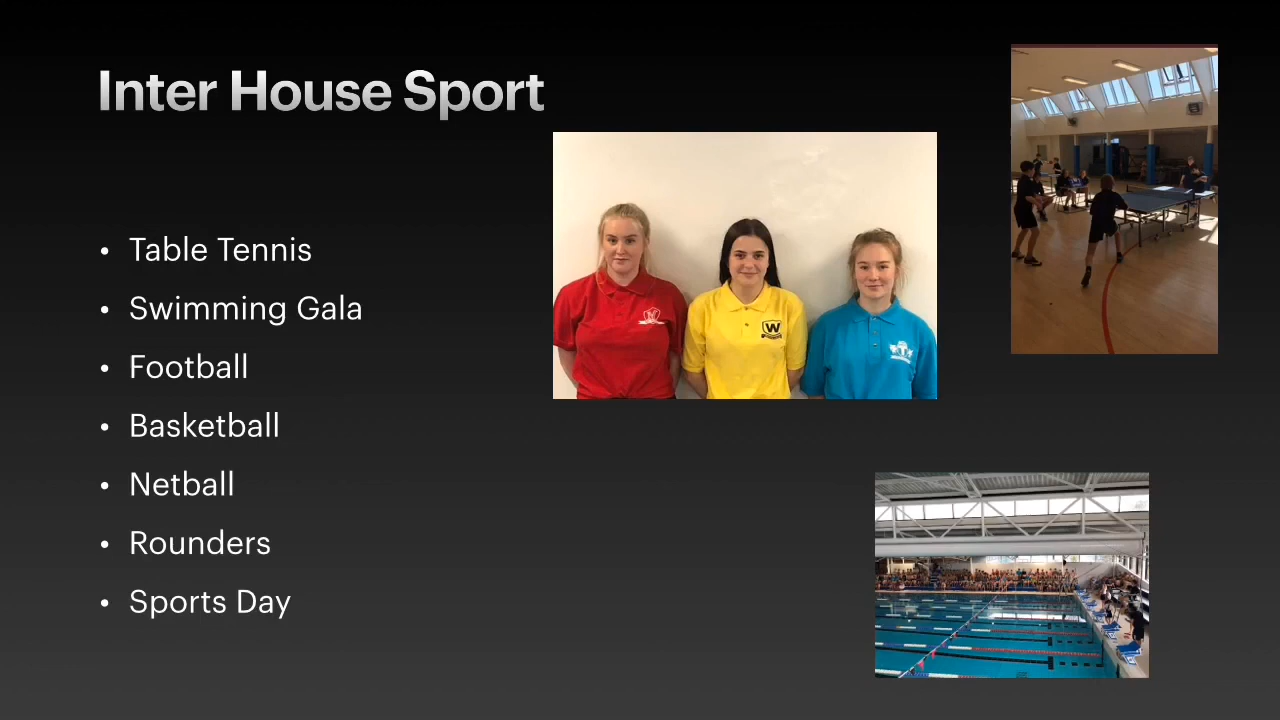 Inter House Sport
• Table Tennis
• Swimming Gala
• Football
• Basketball
• Netball
• Rounders
• Sports Day
W